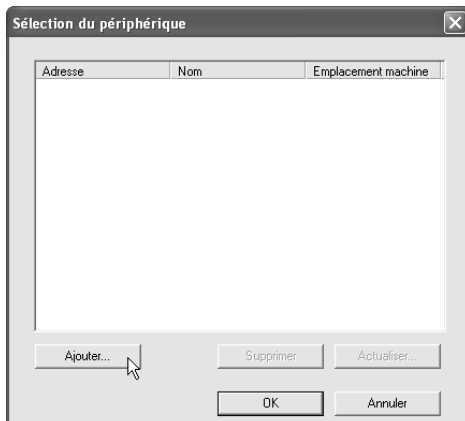 Sélection du périphérique
Adresse Nom Emplacement machine
Ajouter... Supprimer Actualiser...
OK Annuler